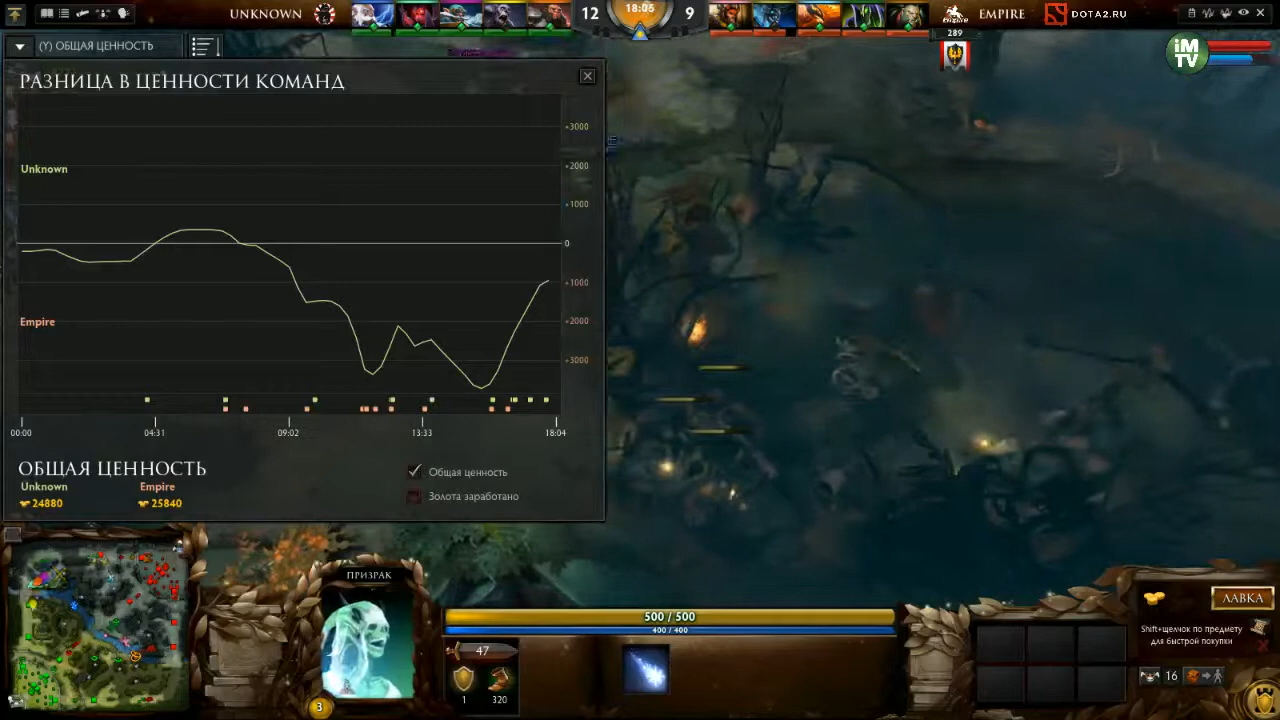 UNKNOWN
12
18:05
9
EMPIRE
DOTA2.RU
empire
289
iM
TV
(Y) ОБЩАЯ ЦЕННОСТЬ
РАЗНИЦА В ЦЕННОСТИ КОМАНД
+3000
Unknown
+2000
+1000
0
+1000
Empire
+2000
+3000
00:00
04:31
09:02
13:33
18:04
ОБЩАЯ ЦЕННОСТЬ
Unknown
Empire
24880
25840
Общая ценность
Золота заработано
ПРИЗРАК
3
500 / 500
400 / 400
47
1
320
ЛАВКА
Shift+щелчок по предмету
для быстрой покупки
16